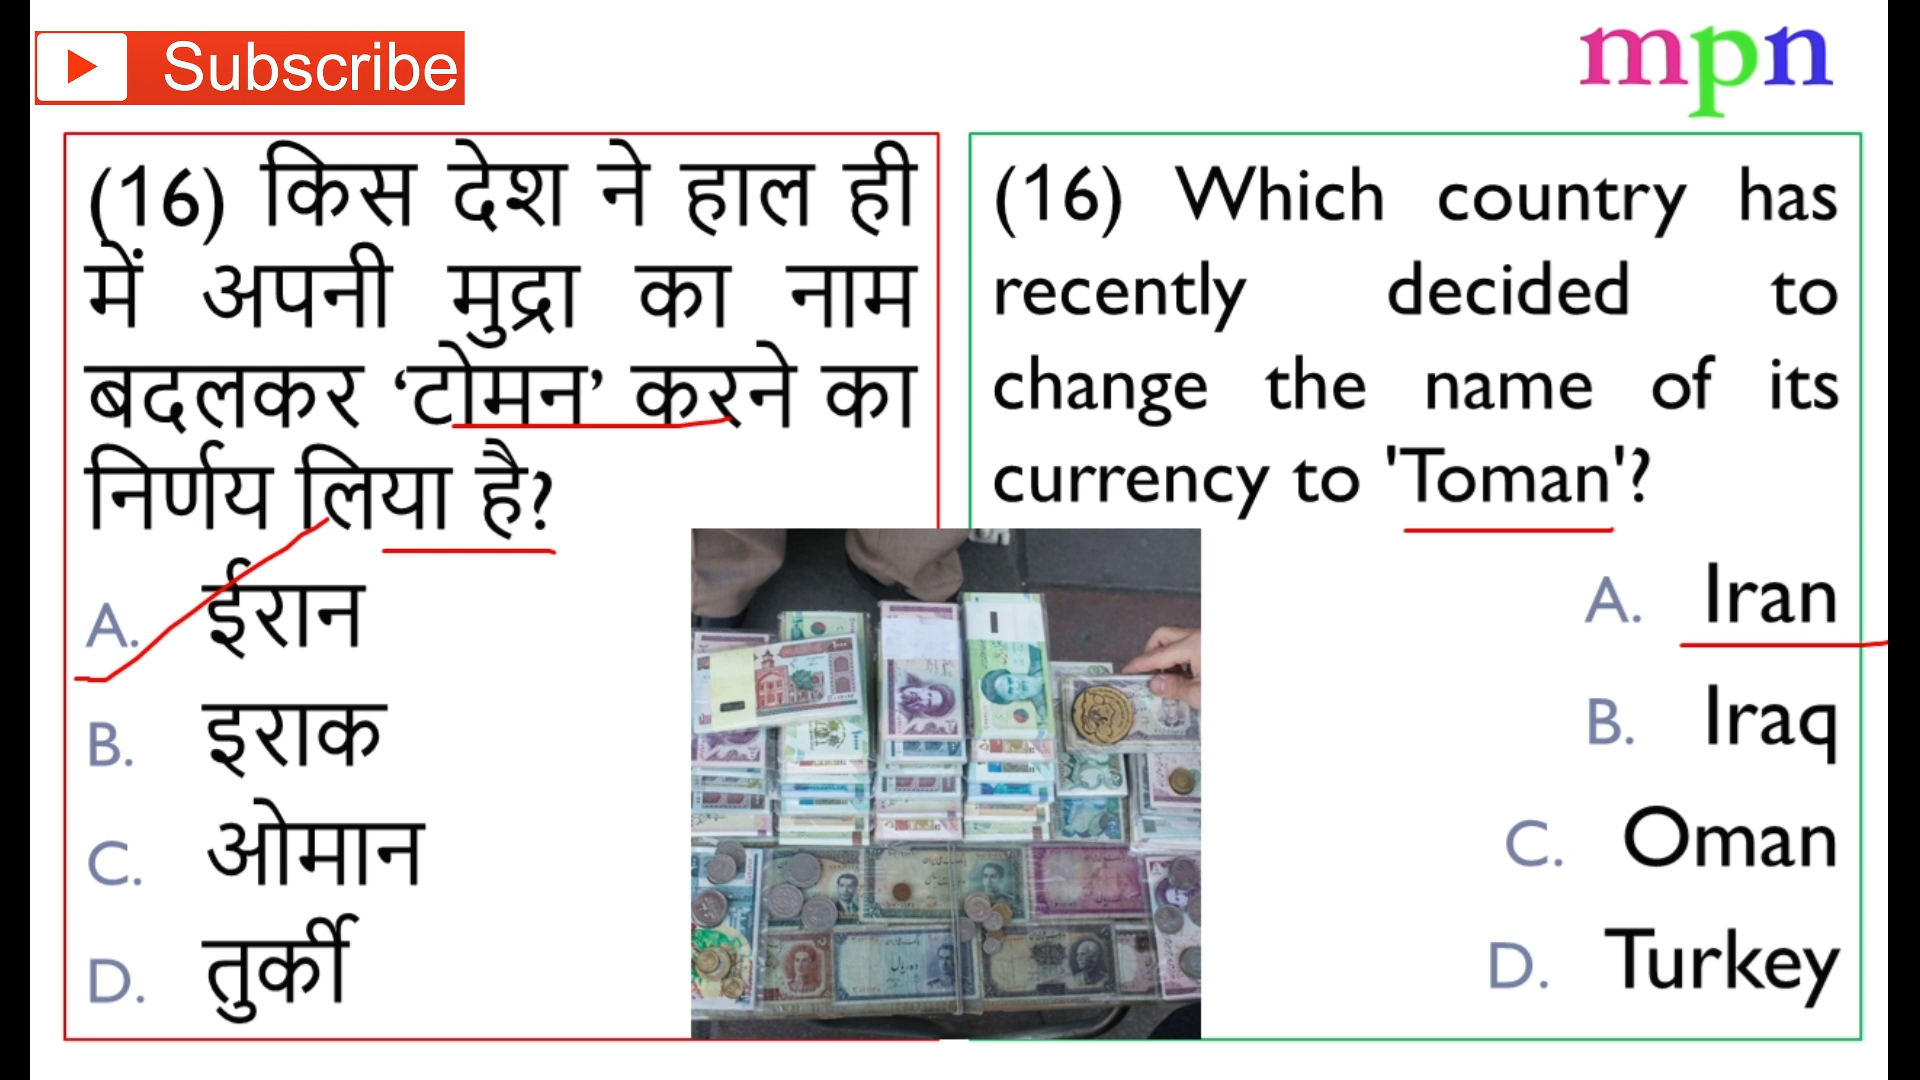 Subscribe
mpn
(16) किस देश ने हाल ही
में अपनी मुद्रा का नाम
बदलकर ‘टोमन’ करने का
निर्णय लिया है?
A. ईरान
B. इराक
C. ओमान
D. तुर्की
(16) Which country has
recently decided to
change the name of its
currency to 'Toman'?
A. Iran
B. Iraq
C. Oman
D. Turkey